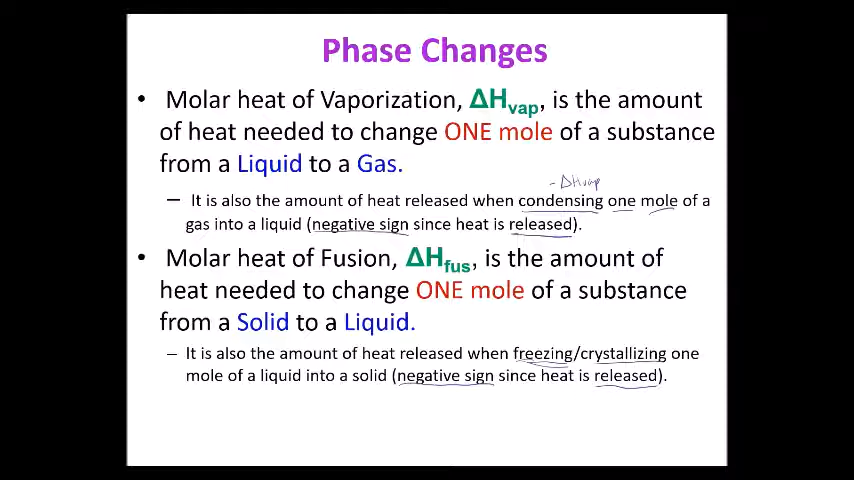 Phase Changes
• Molar heat of Vaporization, ΔHvap, is the amount
of heat needed to change ONE mole of a substance
from a Liquid to a Gas.
- ΔHvap
– It is also the amount of heat released when condensing one mole of a
gas into a liquid (negative sign since heat is released).
• Molar heat of Fusion, ΔHfus, is the amount of
heat needed to change ONE mole of a substance
from a Solid to a Liquid.
– It is also the amount of heat released when freezing/crystallizing one
mole of a liquid into a solid (negative sign since heat is released).